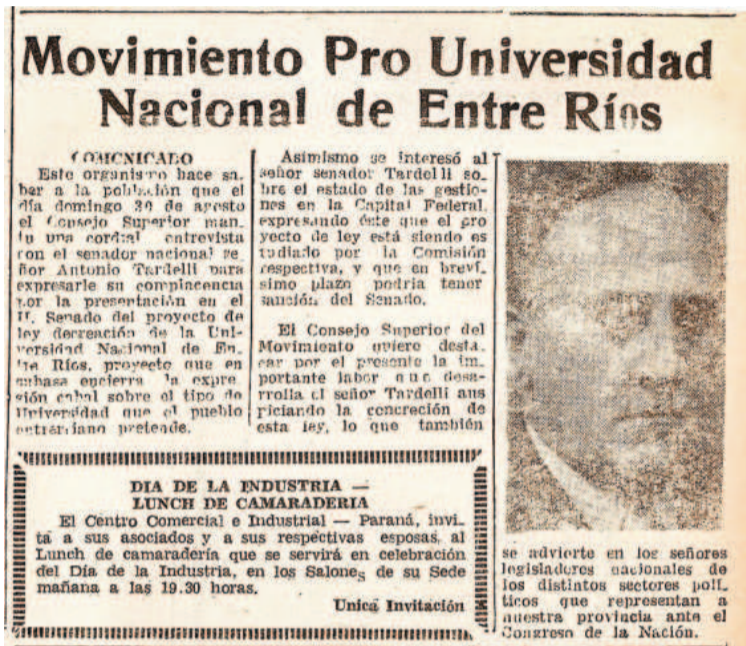 Movimiento Pro Universidad
Nacional de Entre Ríos
COMUNICADO
Este organismo hace sa-
ber a la población que el
día domingo 30 de agosto
el Consejo Superior man-
tu una cordial entrevista
con el senador nacional se-
ñor Antonio Tardelli para
expresarle su complacencia
por la presentación en el
H. Senado del proyecto de
ley decreación de la Uni-
versidad Nacional de En-
tre Ríos, proyecto que en
su base encierra la expre
sión cabal sobre el tipo de
Universidad que el pueblo
entrerriano pretende.
Asimismo se interesó al
señor senador Tardelli so-
bre el estado de las gestio-
nes en la Capital Federal,
expresando éste que el pro
yecto de ley está siendo es
tudiado por la Comisión
respectiva, y que en breví-
simo plazo podría tener
sanción del Senado.
El Consejo Superior del
Movimiento quiere desta-
car por el presente la im-
portante labor que desa-
rrolla el señor Tardelli aus
piciando la concreción de
esta ley, lo que también
se advierte en los señores
legisladores nacionales de
los distintos sectores polí-
ticos que representan a
nuestra provincia ante el
Congreso de la Nación.
DIA DE LA INDUSTRIA —
LUNCH DE CAMARADERIA
El Centro Comercial e Industrial — Paraná, invi-
ta a sus asociados y a sus respectivas esposas, al
Lunch de camaradería que se servirá en celebración
del Día de la Industria, en los Salones de su Sede
mañana a las 19.30 horas.
Unica Invitación